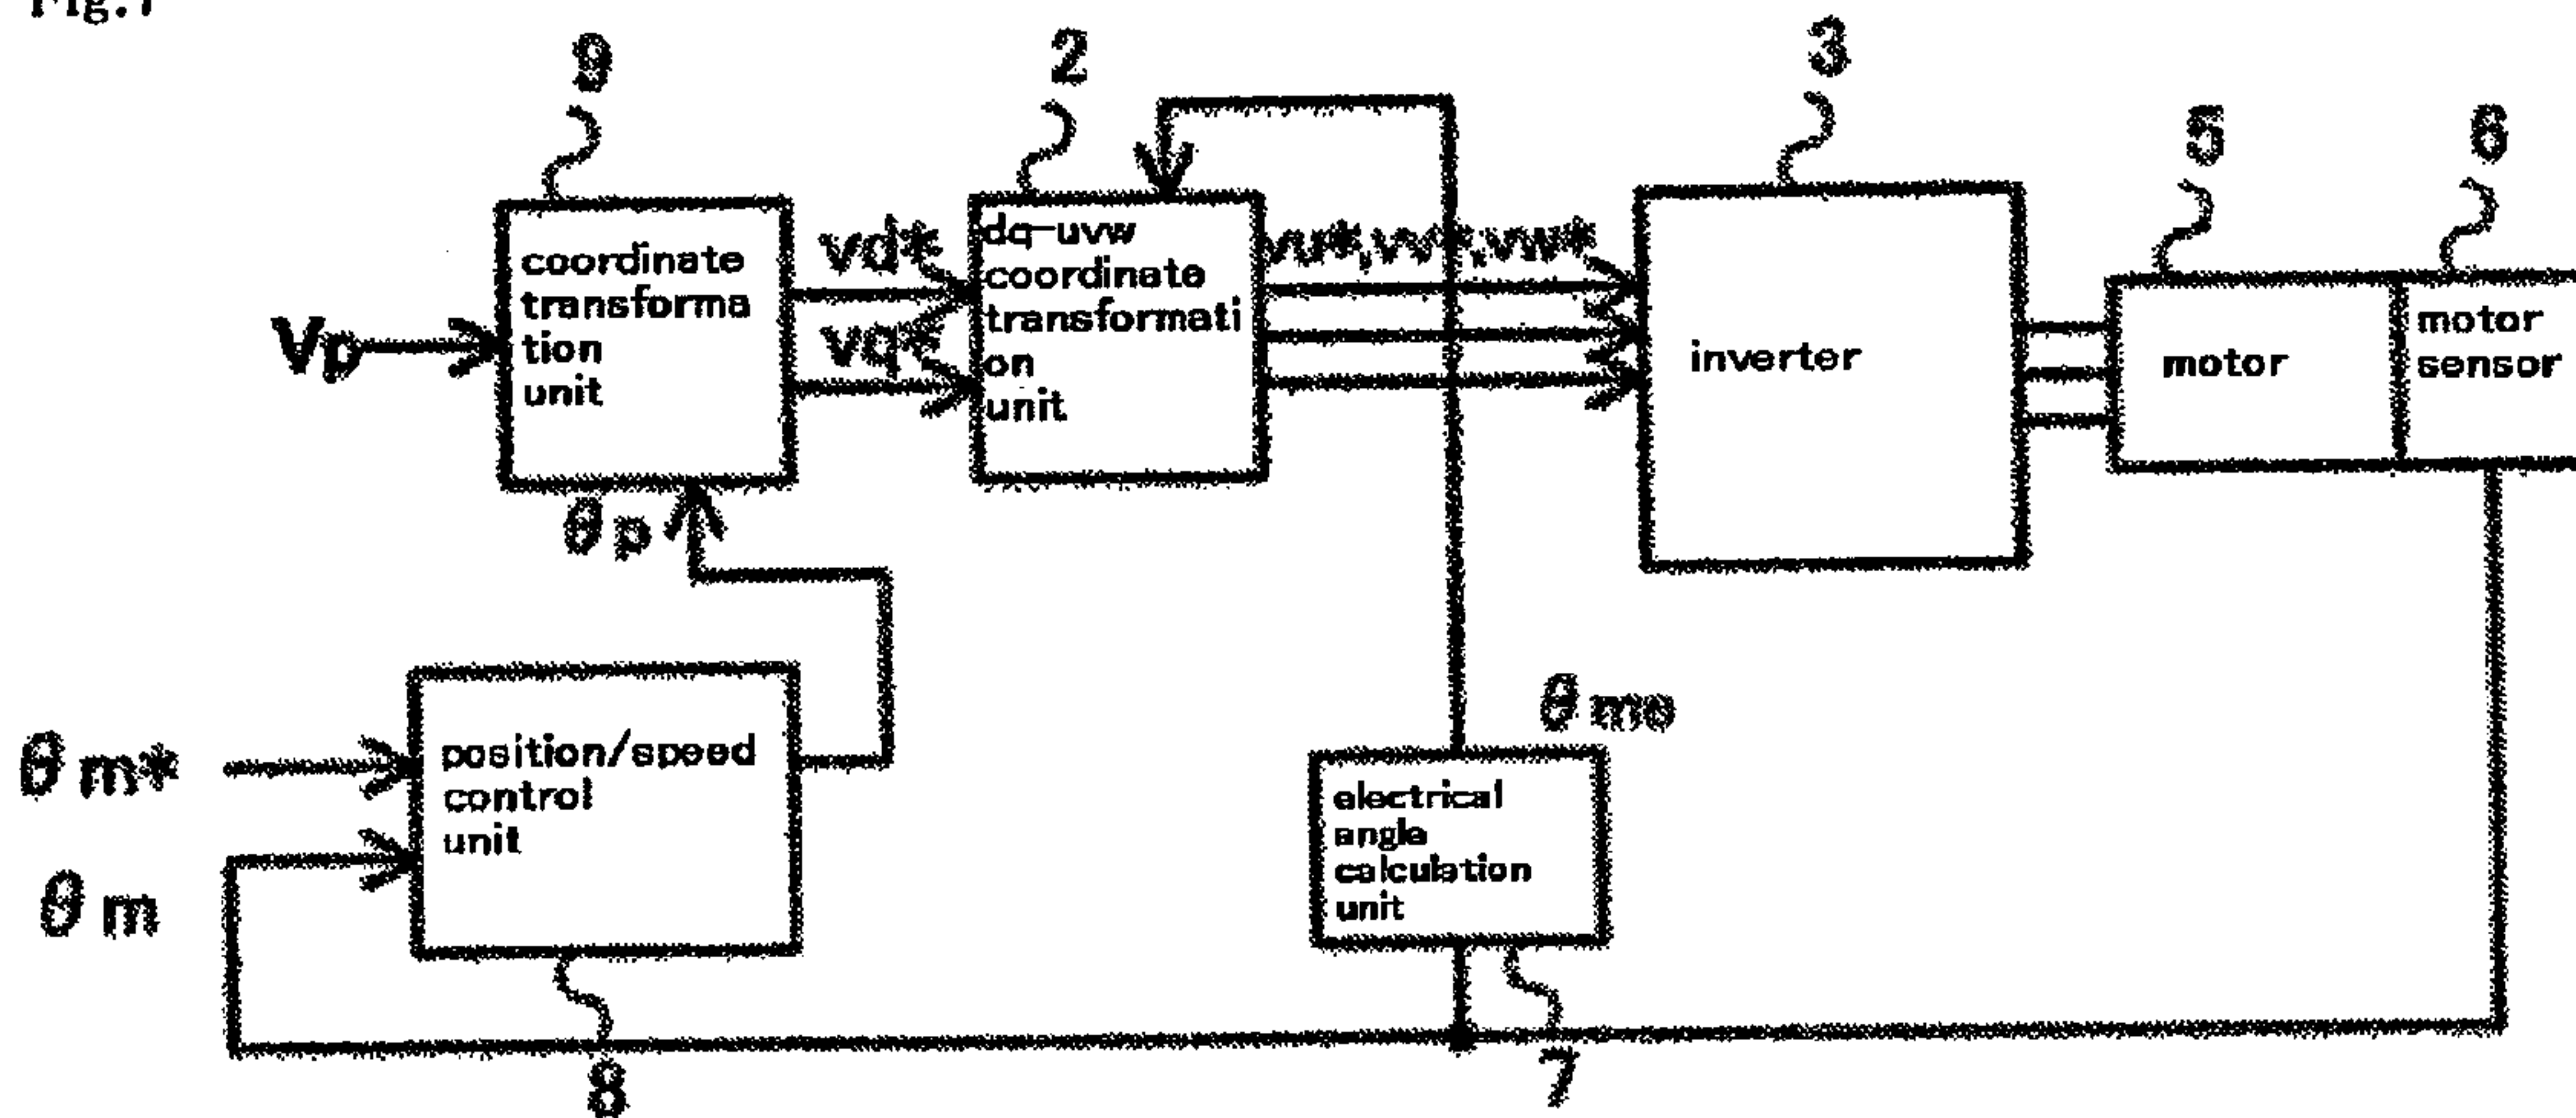 Fig.1
9
2
3
5
6
coordinate
transforma
tion
unit
Vp
vd*
vq*
dq-uvw
coordinate
transformati
on
unit
vu*,vv*,vw*
inverter
motor
motor
sensor
θp
θm*
θm
position/speed
control
unit
θme
electrical
angle
calculation
unit
8
7